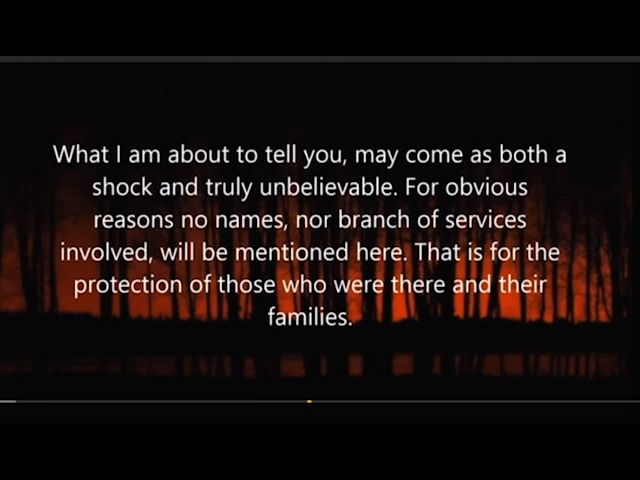 What I am about to tell you, may come as both a
shock and truly unbelievable. For obvious
reasons no names, nor branch of services
involved, will be mentioned here. That is for the
protection of those who were there and their
families.